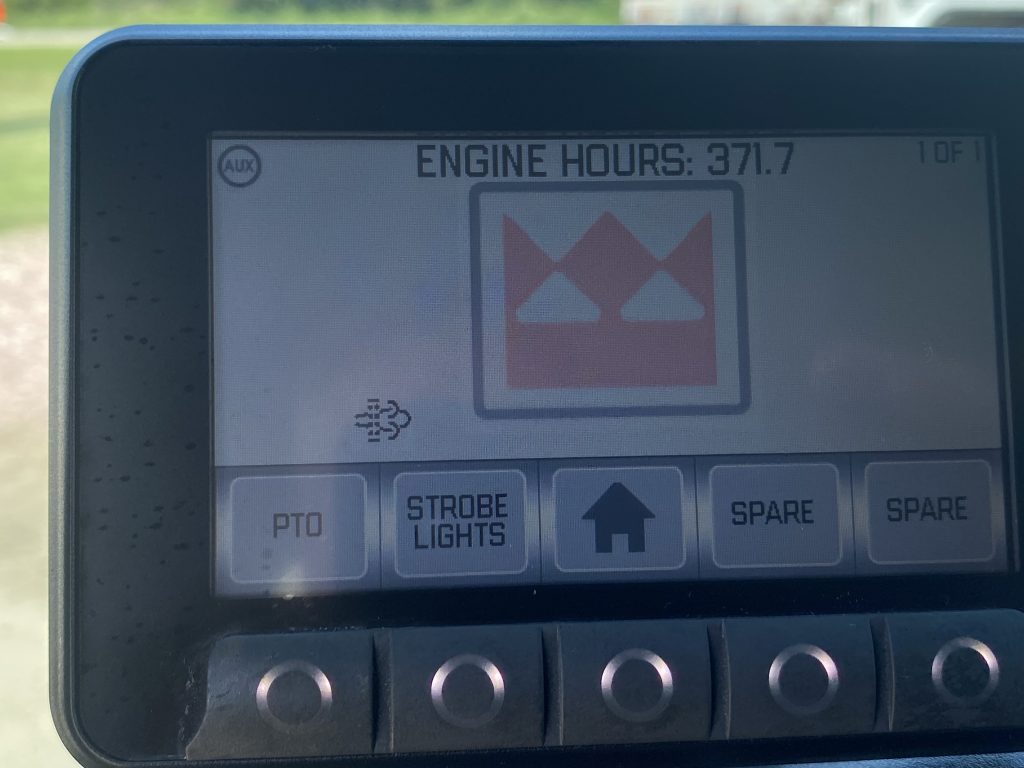 AUX
ENGINE HOURS: 371.7
1 OF 1
PTO
STROBE
LIGHTS
SPARE
SPARE